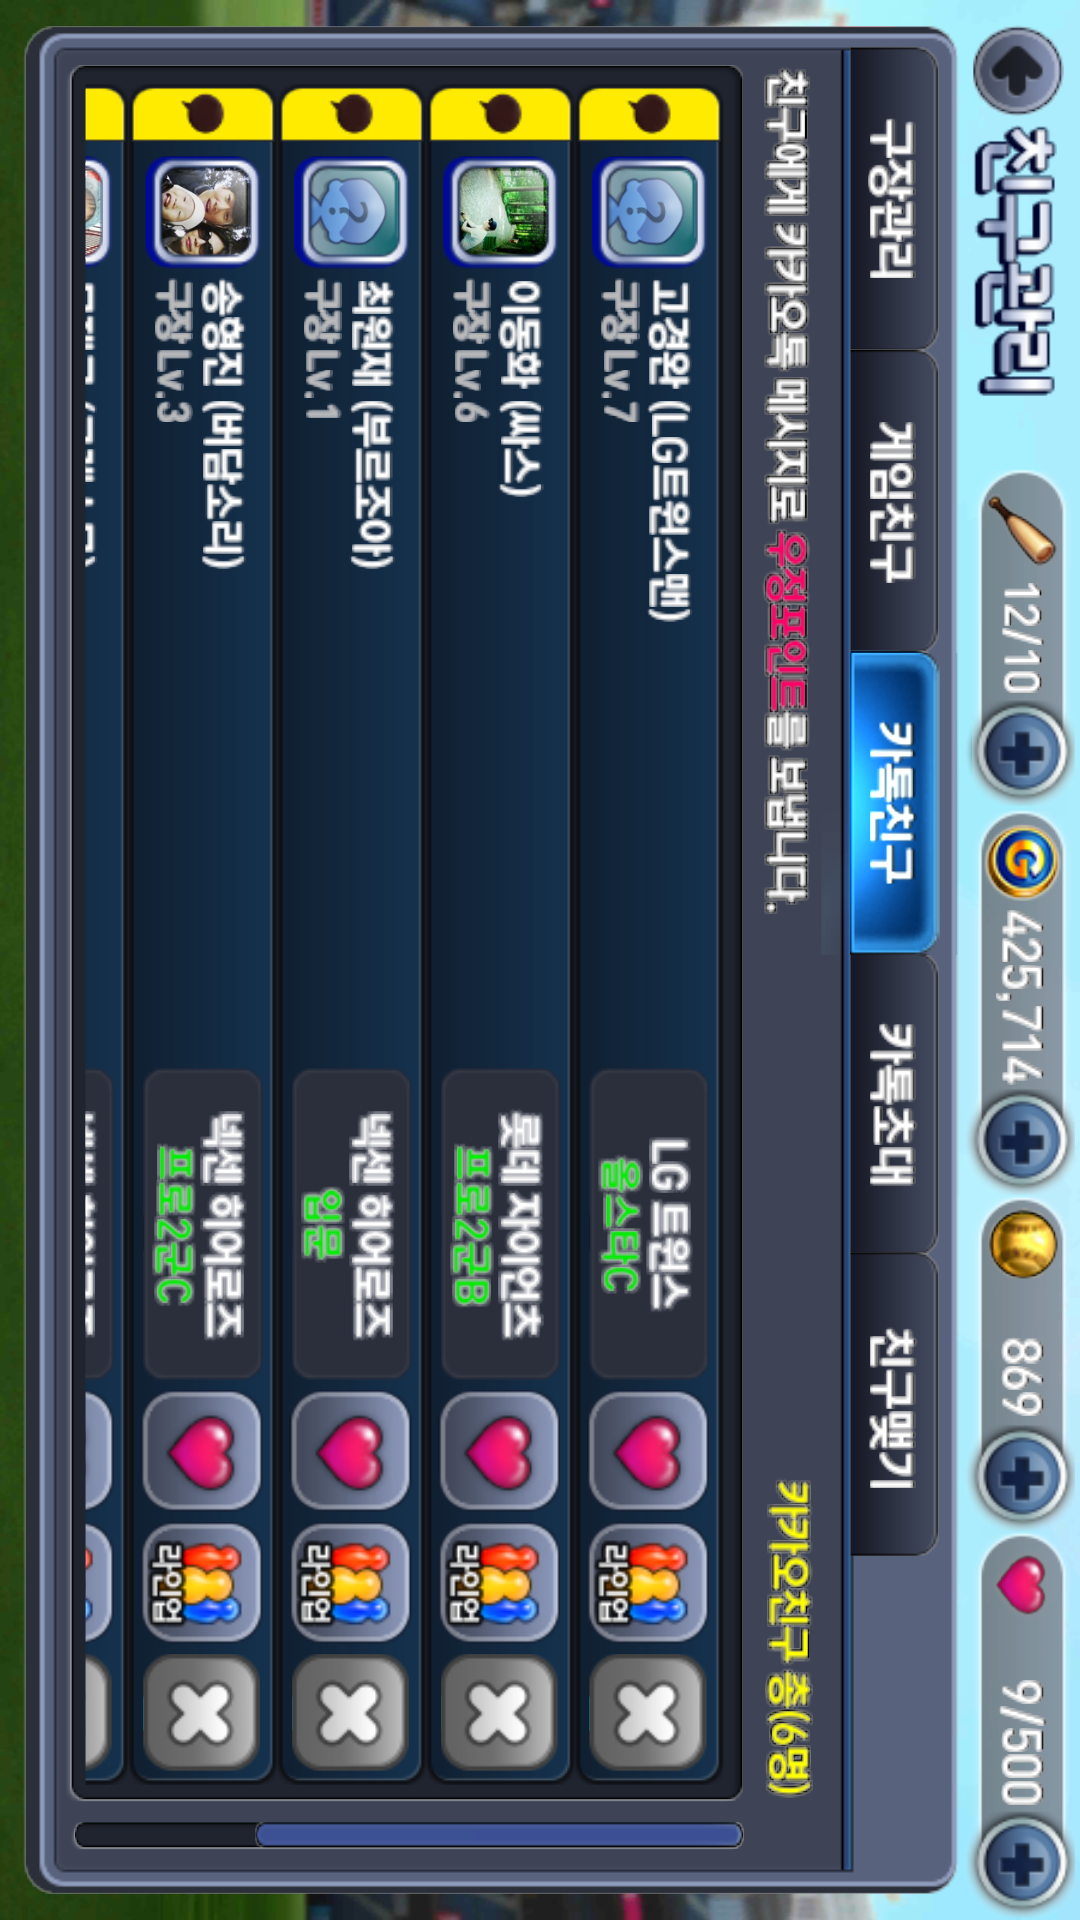 친구관리
12/10
425,714
869
9/500
구장관리
게임친구
카톡친구
카톡초대
친구맺기
친구에게 카카오톡 메시지로 우정포인트를 보냅니다.
카카오친구 총(6명)
고경완 (LG트윈스맨)
구장Lv.7
LG 트윈스
올스타C
라인업
이동화 (싸스)
구장Lv.6
롯데 자이언츠
프로2군B
라인업
최원재 (부르조아)
구장Lv.1
넥센 히어로즈
입문
라인업
송형진 (버담소리)
구장Lv.3
넥센 히어로즈
프로2군C
라인업